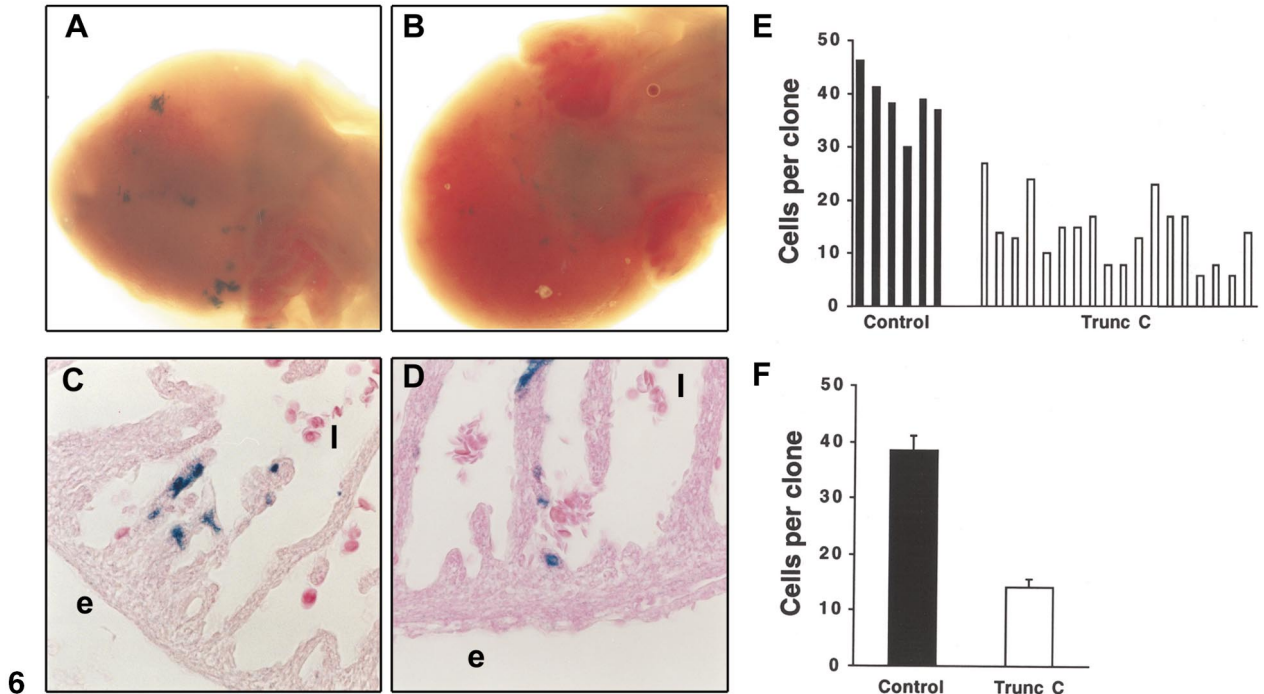 A
B
E
50
40
30
20
10
0
Cells per clone
Control
Trunc C
C
l
e
D
l
e
F
50
40
30
20
10
0
Cells per clone
Control
Trunc C
6